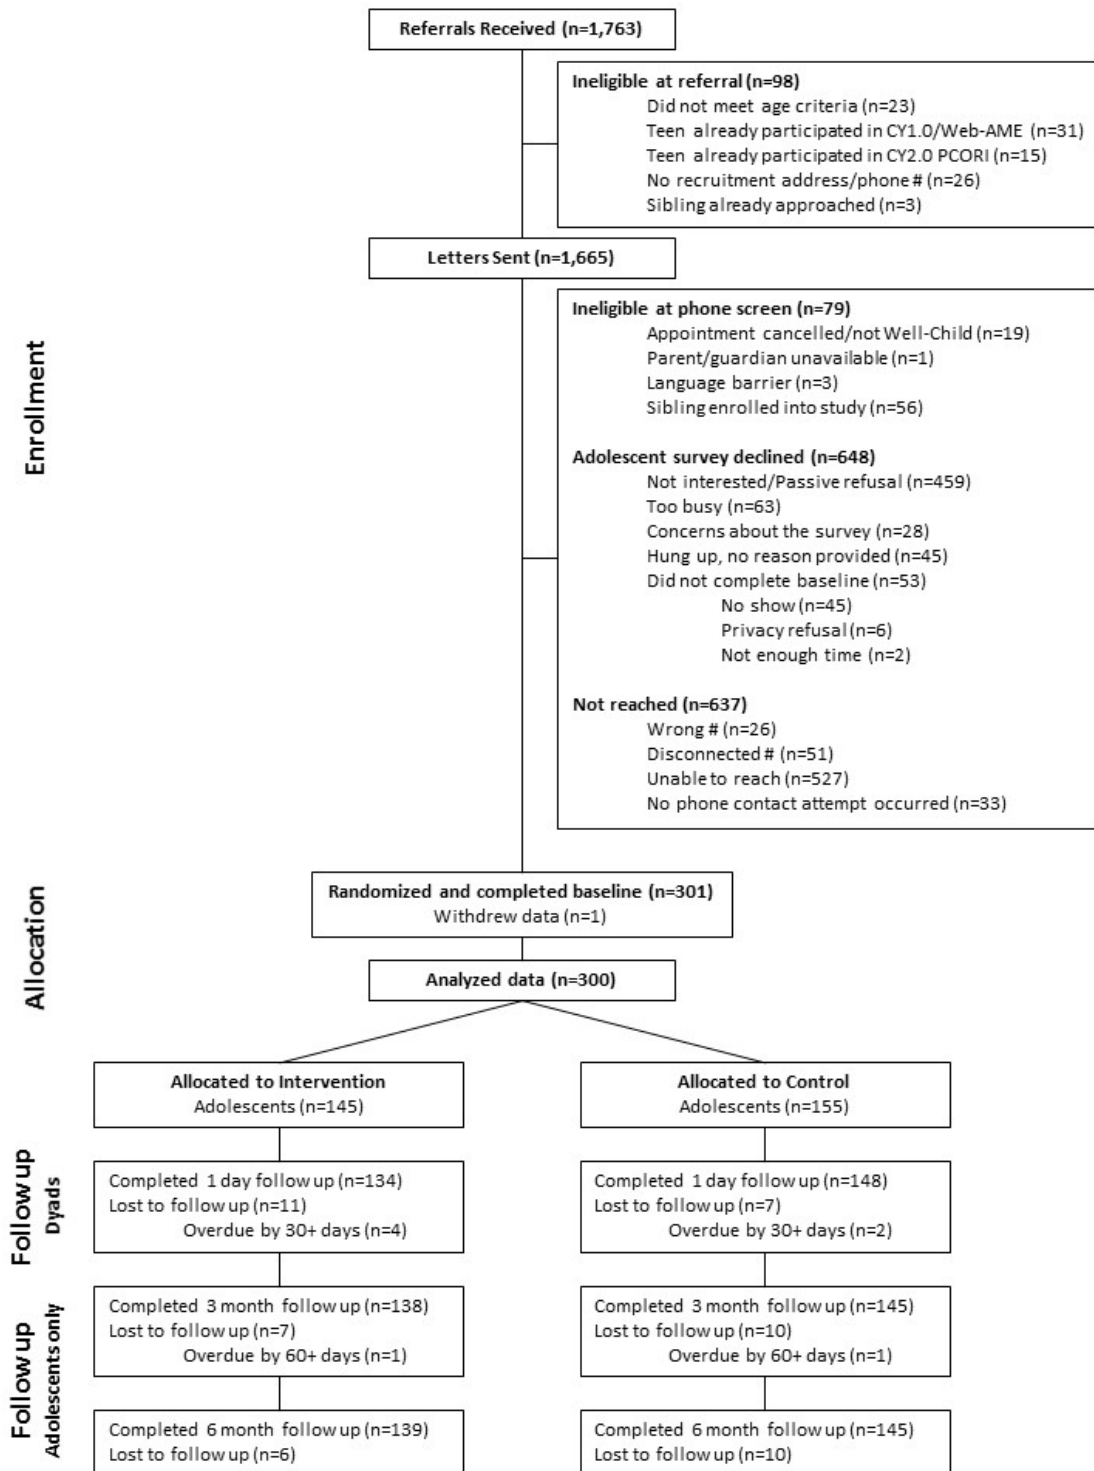 Referrals Received (n=1,763)
Ineligible at referral (n=98)
Did not meet age criteria (n=23)
Teen already participated in CY1.0/Web-AME (n=31)
Teen already participated in CY2.0 PCORI (n=15)
No recruitment address/phone # (n=26)
Sibling already approached (n=3)
Letters Sent (n=1,665)
Enrollment
Ineligible at phone screen (n=79)
Appointment cancelled/not Well-Child (n=19)
Parent/guardian unavailable (n=1)
Language barrier (n=3)
Sibling enrolled into study (n=56)
Adolescent survey declined (n=648)
Not interested/Passive refusal (n=459)
Too busy (n=63)
Concerns about the survey (n=28)
Hung up, no reason provided (n=45)
Did not complete baseline (n=53)
No show (n=45)
Privacy refusal (n=6)
Not enough time (n=2)
Not reached (n=637)
Wrong # (n=26)
Disconnected # (n=51)
Unable to reach (n=527)
No phone contact attempt occurred (n=33)
Allocation
Randomized and completed baseline (n=301)
Withdrew data (n=1)
Analyzed data (n=300)
Allocated to Intervention
Adolescents (n=145)
Allocated to Control
Adolescents (n=155)
Follow up
Dyads
Completed 1 day follow up (n=134)
Lost to follow up (n=11)
Overdue by 30+ days (n=4)
Completed 1 day follow up (n=148)
Lost to follow up (n=7)
Overdue by 30+ days (n=2)
Follow up
Adolescents only
Completed 3 month follow up (n=138)
Lost to follow up (n=7)
Overdue by 60+ days (n=1)
Completed 3 month follow up (n=145)
Lost to follow up (n=10)
Overdue by 60+ days (n=1)
Completed 6 month follow up (n=139)
Lost to follow up (n=6)
Completed 6 month follow up (n=145)
Lost to follow up (n=10)